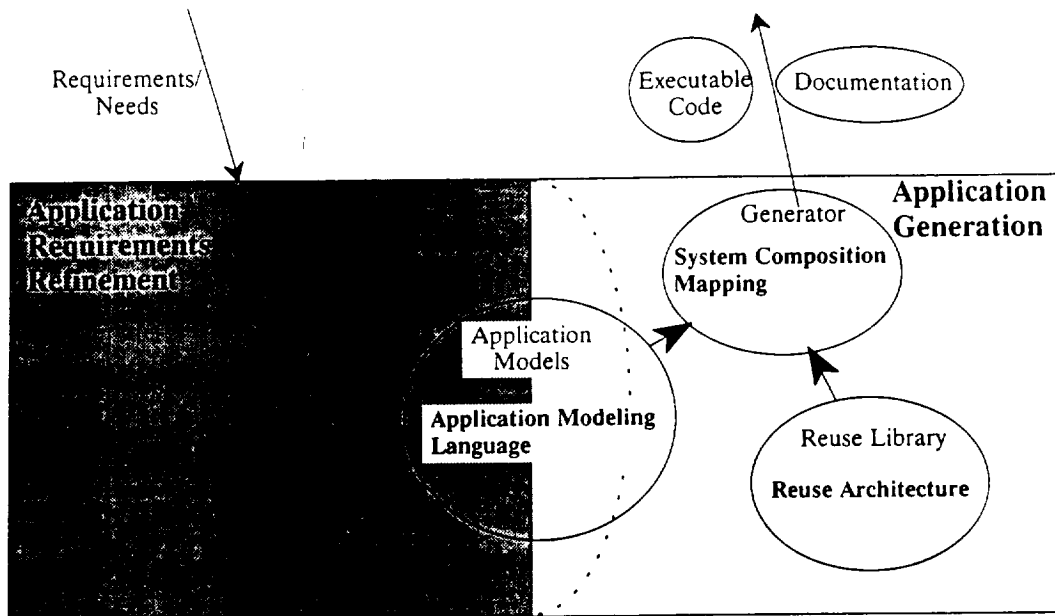 Requirements/
Needs
Executable
Code
Documentation
Application
Requirements
Refinement
Application
Generation
Generator
System Composition
Mapping
Application
Models
Application Modeling
Language
Reuse Library
Reuse Architecture